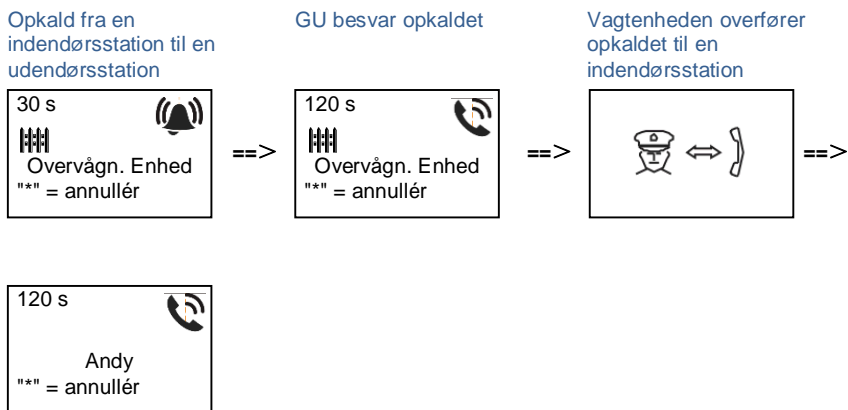 Opkald fra en
indendørsstation til en
udendørsstation
GU besvar opkaldet
Vagtenheden overfører
opkaldet til en
indendørsstation
30 s
Overvågn. Enhed
"*" = annullér
==>
120 s
Overvågn. Enhed
"*" = annullér
==>
==>
120 s
Andy
"*" = annullér